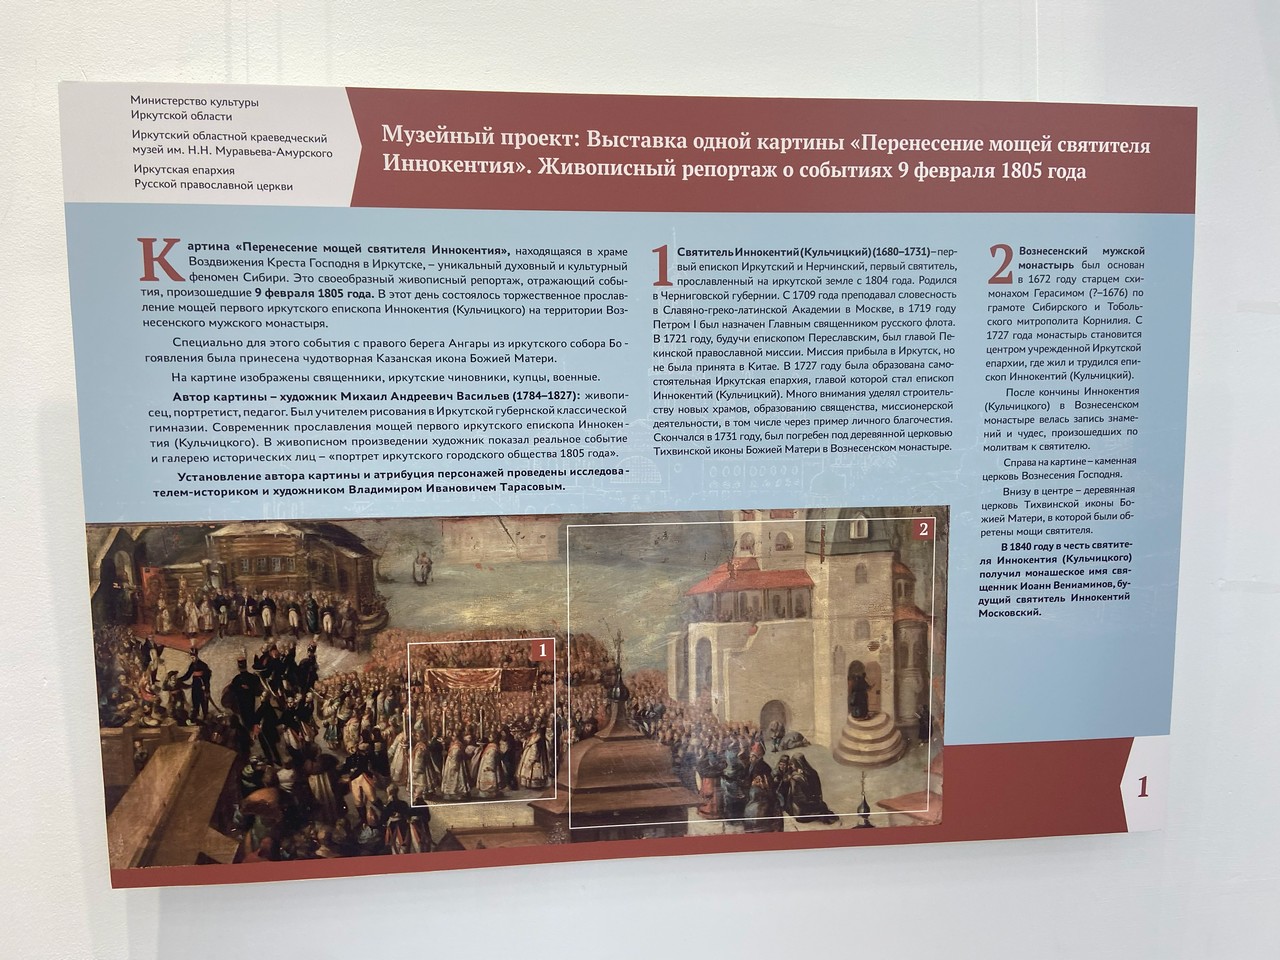 Министерство культуры
Иркутской области
Иркутский областной краеведческий
музей им. Н.Н. Муравьева-Амурского
Иркутская епархия
Русской православной церкви
Музейный проект: Выставка одной картины «Перенесение мощей святителя
Иннокентия». Живописный репортаж о событиях 9 февраля 1805 года
Картина «Перенесение мощей святителя Иннокентия», находящаяся в храме
Воздвижения Креста Господня в Иркутске, – уникальный духовный и культурный
феномен Сибири. Это своеобразный живописный репортаж, отражающий собы-
тия, произошедшие 9 февраля 1805 года. В этот день состоялось торжественное прослав-
ление мощей первого иркутского епископа Иннокентия (Кульчицкого) на территории Воз-
несенского мужского монастыря.
Специально для этого события с правого берега Ангары из иркутского собора Бо-
гоявления была принесена чудотворная Казанская икона Божией Матери.
На картине изображены священники, иркутские чиновники, купцы, военные.
Автор картины – художник Михаил Андреевич Васильев (1784–1827): живопи-
сец, портретист, педагог. Был учителем рисования в Иркутской губернской классической
гимназии. Современник прославления мощей первого иркутского епископа Иннокен-
тия (Кульчицкого). В живописном произведении художник показал реальное событие
и галерею исторических лиц – «портрет иркутского городского общества 1805 года».
Установление автора картины и атрибуция персонажей проведены исследова-
телем-историком и художником Владимиром Ивановичем Тарасовым.
1
Святитель Иннокентий (Кульчицкий) (1680–1731) – пер-
вый епископ Иркутский и Нерчинский, первый святитель,
прославленный на иркутской земле с 1804 года. Родился
в Черниговской губернии. С 1709 года преподавал словесность
в Славяно-греко-латинской Академии в Москве, в 1719 году
Петром I был назначен Главным священником русского флота.
В 1721 году, будучи епископом Переславским, был главой Пе-
кинской православной миссии. Миссия прибыла в Иркутск, но
не была принята в Китае. В 1727 году была образована само-
стоятельная Иркутская епархия, главой которой стал епископ
Иннокентий (Кульчицкий). Много внимания уделял строитель-
ству новых храмов, образованию священства, миссионерской
деятельности, в том числе через пример личного благочестия.
Скончался в 1731 году, был погребен под деревянной церковью
Тихвинской иконы Божией Матери в Вознесенском монастыре.
2
Вознесенский мужской
монастырь был основан
в 1672 году старцем схи-
монахом Герасимом (?–1676) по
грамоте Сибирского и Тоболь-
ского митрополита Корнилия. С
1727 года монастырь становится
центром учрежденной Иркутской
епархии, где жил и трудился епи-
скоп Иннокентий (Кульчицкий).
После кончины Иннокентия
(Кульчицкого) в Вознесенском
монастыре велась запись знаме-
ний и чудес, произошедших по
молитвам к святителю.
Справа на картине – каменная
церковь Вознесения Господня.
Внизу в центре – деревянная
церковь Тихвинской иконы Бо-
жией Матери, в которой были об-
ретены мощи святителя.
В 1840 году в честь святите-
ля Иннокентия (Кульчицкого)
получил монашеское имя свя-
щенник Иоанн Вениаминов, бу-
дущий святитель Иннокентий
Московский.
2
1
1